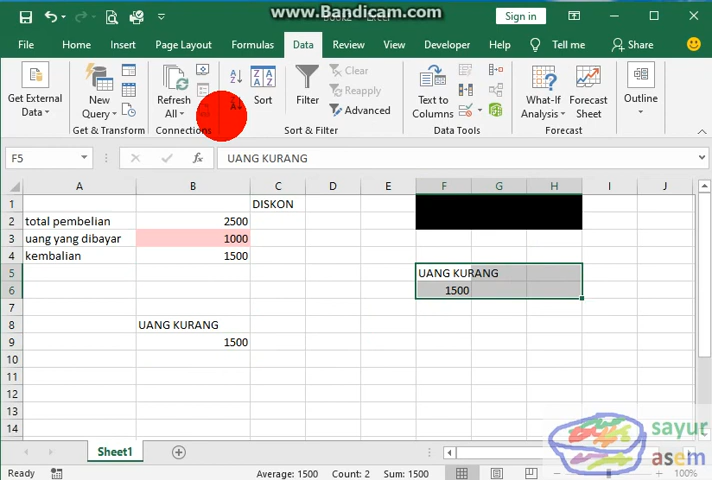 www.Bandicam.com
Sign in
File Home Insert Page Layout Formulas Data Review View Developer Help Tell me Share
Get External Data
New Query
Get & Transform
Refresh All
Connections
Sort
Filter
Clear
Reapply
Advanced
Sort & Filter
Text to Columns
Data Tools
What-If Analysis
Forecast Sheet
Forecast
Outline
F5 fx UANG KURANG
A B C D E F G H I J
1 DISKON
2 total pembelian 2500
3 uang yang dibayar 1000
4 kembalian 1500
5 UANG KURANG
6 1500
7
8 UANG KURANG
9 1500
10
11
12
13
14
sayur
asem
Sheet1
Ready Average: 1500 Count: 2 Sum: 1500 100%